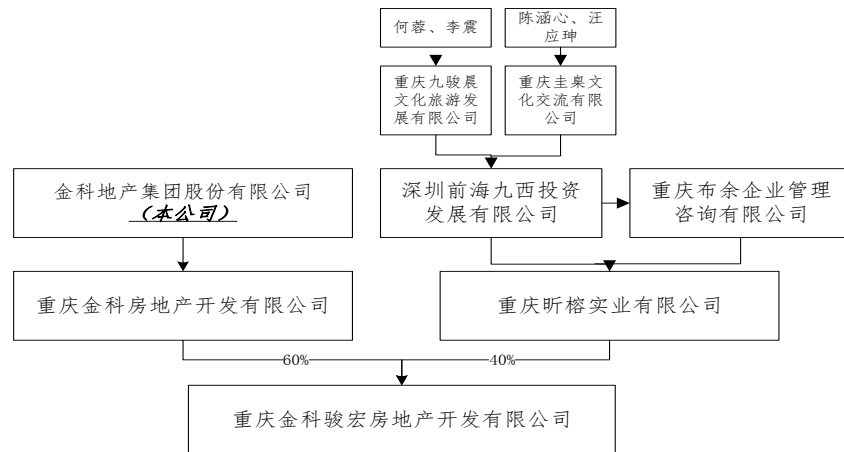 何蓉、李震
陈涵心、汪
应珅
重庆九骏晨
文化旅游发
展有限公司
重庆圭臬文
化交流有限
公司
金科地产集团股份有限公司
（本公司）
深圳前海九西投资
发展有限公司
重庆布余企业管理
咨询有限公司
重庆金科房地产开发有限公司
重庆昕榕实业有限公司
60%
40%
重庆金科骏宏房地产开发有限公司